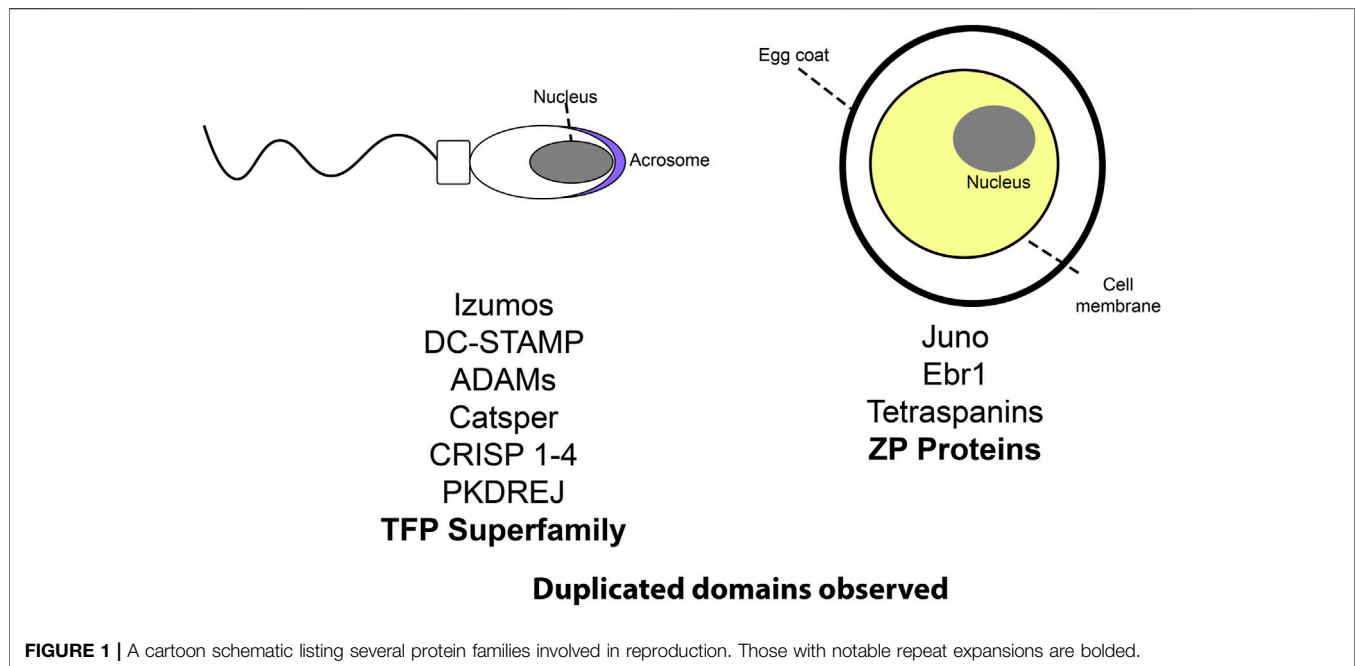 Nucleus
Acrosome
Egg coat
Nucleus
Cell
membrane
Izumos
DC-STAMP
ADAMs
Catsper
CRISP 1-4
PKDREJ
TFP Superfamily
Juno
Ebr1
Tetraspanins
ZP Proteins
Duplicated domains observed
FIGURE 1 | A cartoon schematic listing several protein families involved in reproduction. Those with notable repeat expansions are bolded.